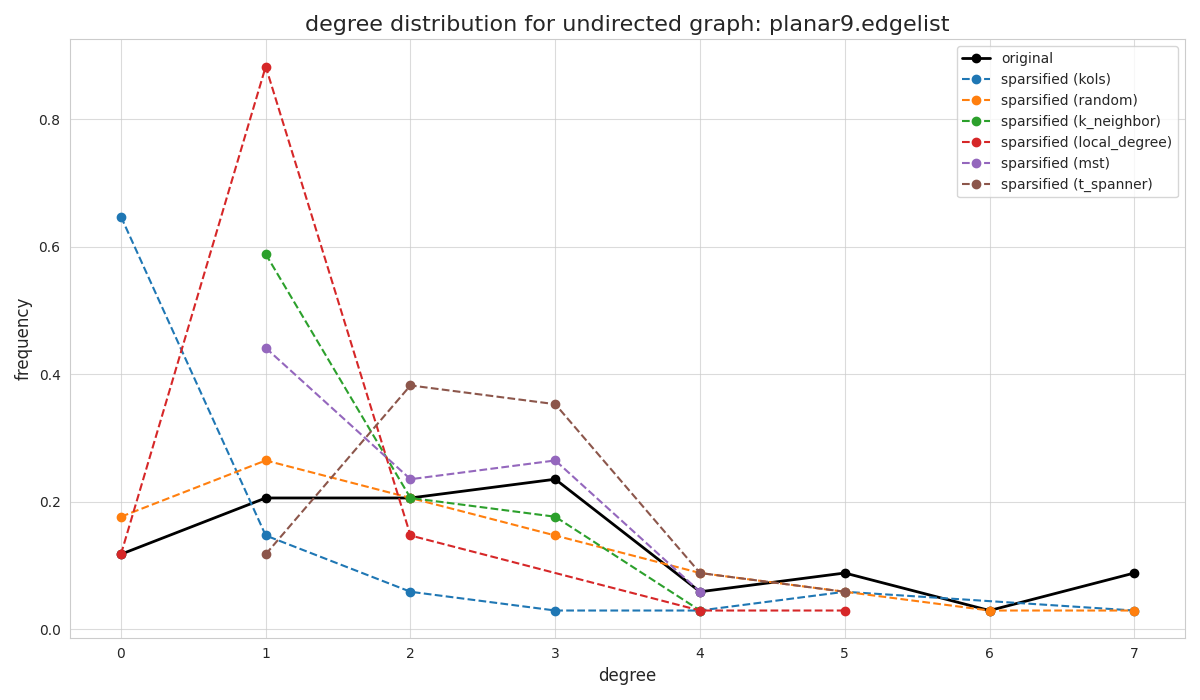 degree distribution for undirected graph: planar9.edgelist
original
sparsified (kols)
sparsified (random)
sparsified (k_neighbor)
sparsified (local_degree)
sparsified (mst)
sparsified (t_spanner)
frequency
0.8
0.6
0.4
0.2
0.0
0 1 2 3 4 5 6 7
degree